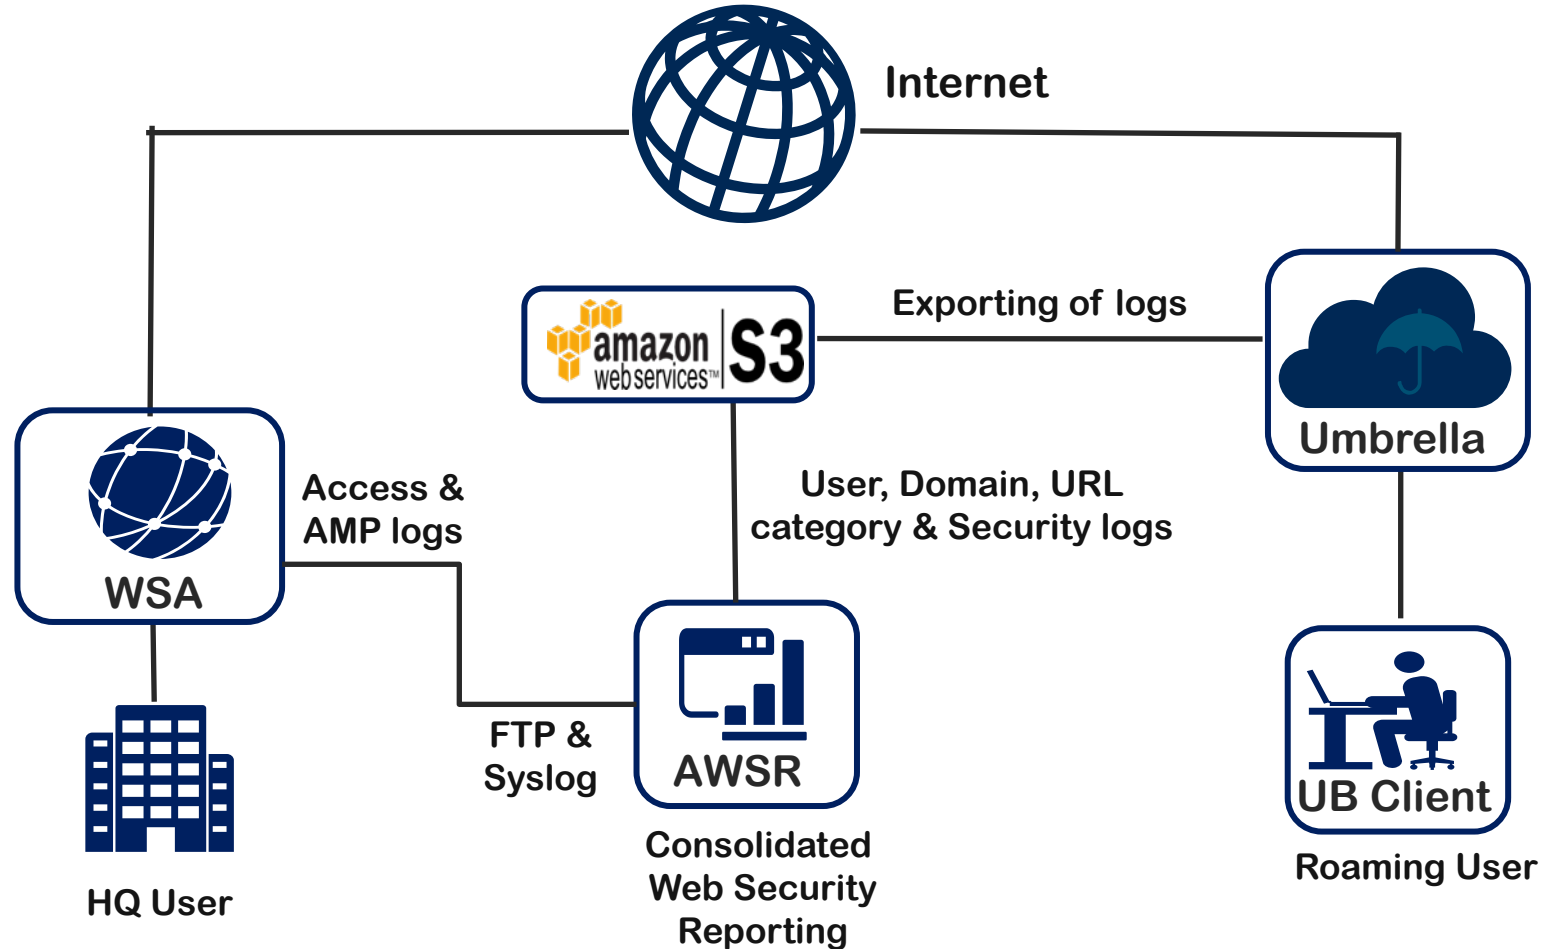 Internet
Exporting of logs
amazon
web services™
S3
Umbrella
Access &
AMP logs
User, Domain, URL
category & Security logs
WSA
FTP &
Syslog
AWSR
UB Client
Consolidated
Web Security
Reporting
Roaming User
HQ User